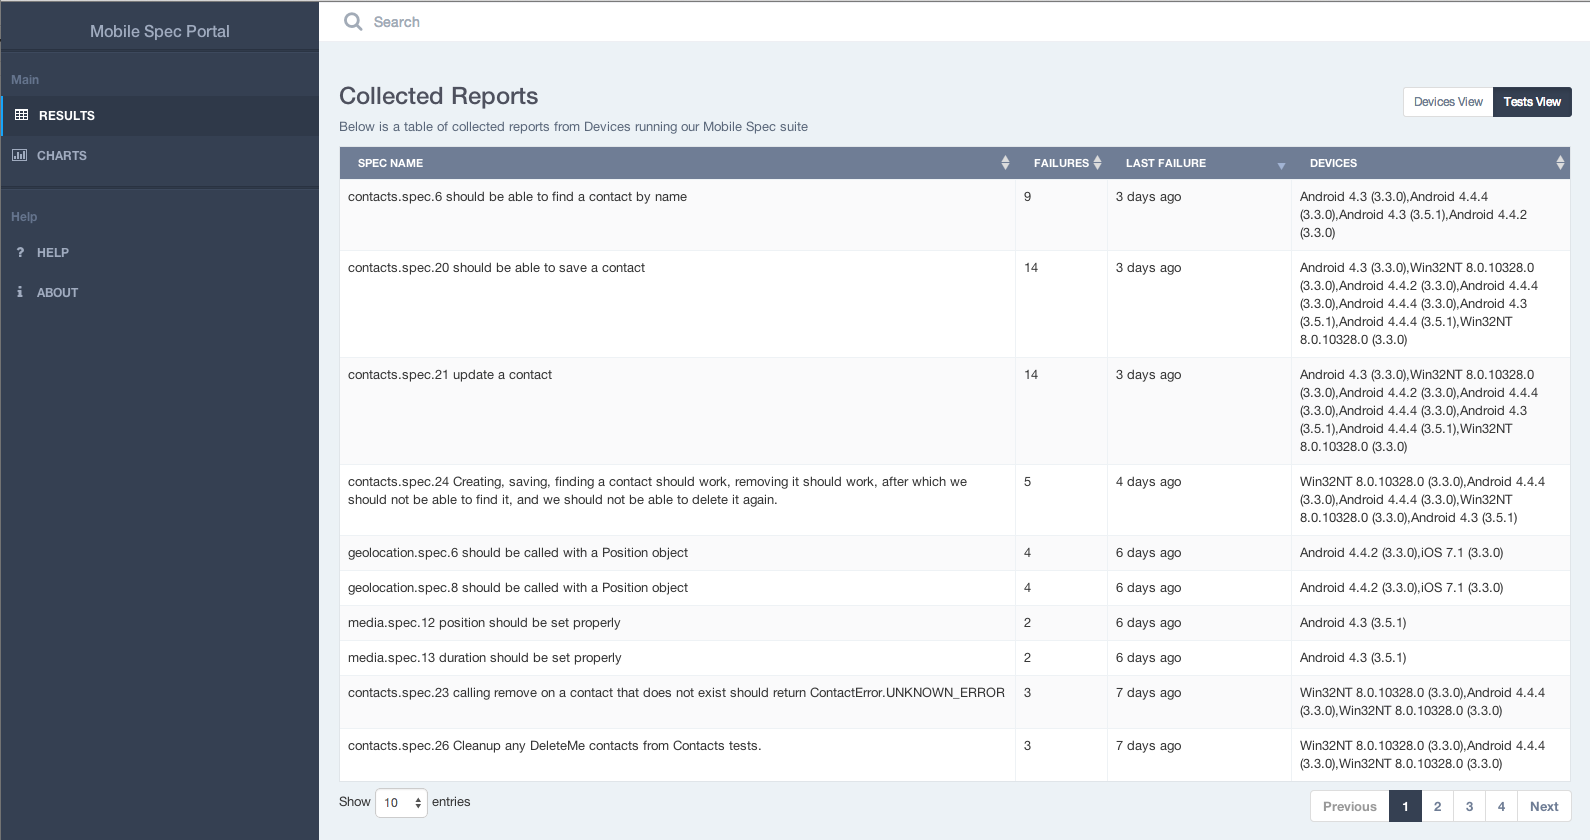 Mobile Spec Portal
Search
Main
RESULTS
CHARTS
Help
? HELP
i ABOUT
Collected Reports
Below is a table of collected reports from Devices running our Mobile Spec suite
Devices View Tests View
SPEC NAME FAILURES LAST FAILURE DEVICES
contacts.spec.6 should be able to find a contact by name 9 3 days ago Android 4.3 (3.3.0),Android 4.4.4
(3.3.0),Android 4.3 (3.5.1),Android 4.4.2
(3.3.0)
contacts.spec.20 should be able to save a contact 14 3 days ago Android 4.3 (3.3.0),Win32NT 8.0.10328.0
(3.3.0),Android 4.4.2 (3.3.0),Android 4.4.4
(3.3.0),Android 4.4.4 (3.3.0),Android 4.3
(3.5.1),Android 4.4.4 (3.5.1),Win32NT
8.0.10328.0 (3.3.0)
contacts.spec.21 update a contact 14 3 days ago Android 4.3 (3.3.0),Win32NT 8.0.10328.0
(3.3.0),Android 4.4.2 (3.3.0),Android 4.4.4
(3.3.0),Android 4.4.4 (3.3.0),Android 4.3
(3.5.1),Android 4.4.4 (3.5.1),Win32NT
8.0.10328.0 (3.3.0)
contacts.spec.24 Creating, saving, finding a contact should work, removing it should work, after which we 5 4 days ago Win32NT 8.0.10328.0 (3.3.0),Android 4.4.4
should not be able to find it, and we should not be able to delete it again. (3.3.0),Android 4.4.4 (3.3.0),Win32NT
8.0.10328.0 (3.3.0),Android 4.3 (3.5.1)
geolocation.spec.6 should be called with a Position object 4 6 days ago Android 4.4.2 (3.3.0),iOS 7.1 (3.3.0)
geolocation.spec.8 should be called with a Position object 4 6 days ago Android 4.4.2 (3.3.0),iOS 7.1 (3.3.0)
media.spec.12 position should be set properly 2 6 days ago Android 4.3 (3.5.1)
media.spec.13 duration should be set properly 2 6 days ago Android 4.3 (3.5.1)
contacts.spec.23 calling remove on a contact that does not exist should return ContactError.UNKNOWN_ERROR 3 7 days ago Win32NT 8.0.10328.0 (3.3.0),Android 4.4.4
(3.3.0),Win32NT 8.0.10328.0 (3.3.0)
contacts.spec.26 Cleanup any DeleteMe contacts from Contacts tests. 3 7 days ago Win32NT 8.0.10328.0 (3.3.0),Android 4.4.4
(3.3.0),Win32NT 8.0.10328.0 (3.3.0)
Show 10 entries
Previous 1 2 3 4 Next